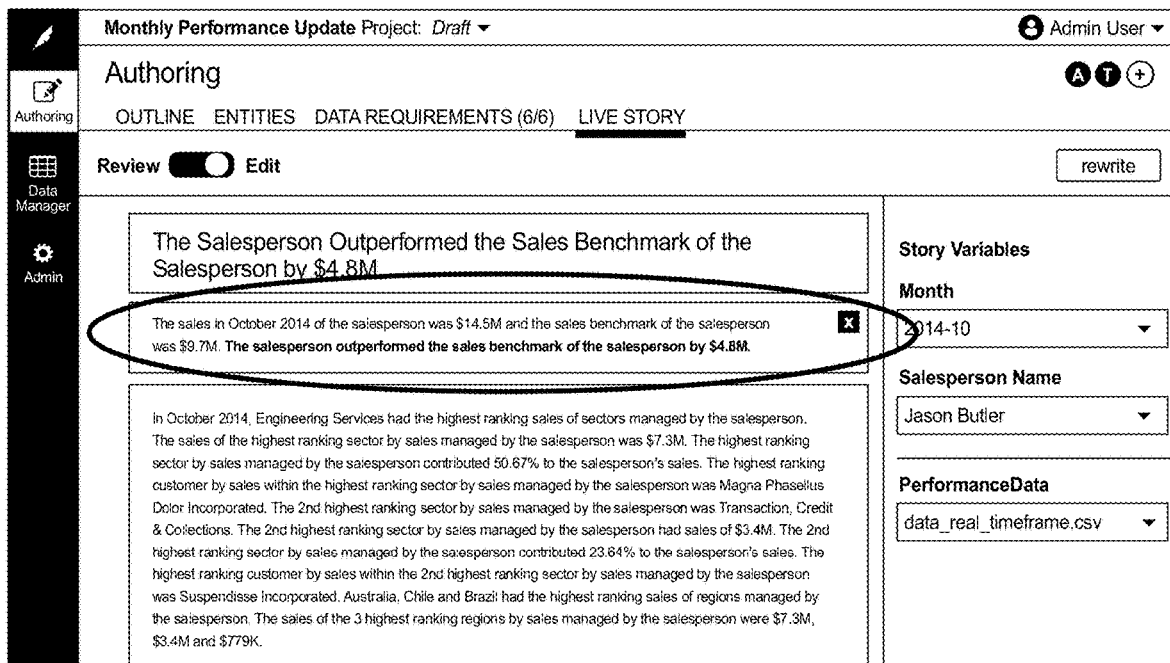 Monthly Performance Update Project: Draft
Admin User
Authoring
A T +
Authoring
OUTLINE ENTITIES DATA REQUIREMENTS (6/6) LIVE STORY
Review Edit
rewrite
Data
Manager
Admin
The Salesperson Outperformed the Sales Benchmark of the
Salesperson by $4.8M
The sales in October 2014 of the salesperson was $14.5M and the sales benchmark of the salesperson
was $9.7M. The salesperson outperformed the sales benchmark of the salesperson by $4.8M.
X
In October 2014, Engineering Services had the highest ranking sales of sectors managed by the salesperson.
The sales of the highest ranking sector by sales managed by the salesperson was $7.3M. The highest ranking
sector by sales managed by the salesperson contributed 50.67% to the salesperson's sales. The highest ranking
customer by sales within the highest ranking sector by sales managed by the salesperson was Magna Phasellus
Dolor Incorporated. The 2nd highest ranking sector by sales managed by the salesperson was Transaction, Credit
& Collections. The 2nd highest ranking sector by sales managed by the salesperson had sales of $3.4M. The 2nd
highest ranking sector by sales managed by the salesperson contributed 23.64% to the salesperson's sales. The
highest ranking customer by sales within the 2nd highest ranking sector by sales managed by the salesperson
was Suspendisse Incorporated. Australia, Chile and Brazil had the highest ranking sales of regions managed by
the salesperson. The sales of the 3 highest ranking regions by sales managed by the salesperson were $7.3M,
$3.4M and $779K.
Story Variables
Month
2014-10
Salesperson Name
Jason Butler
PerformanceData
data_real_timeframe.csv